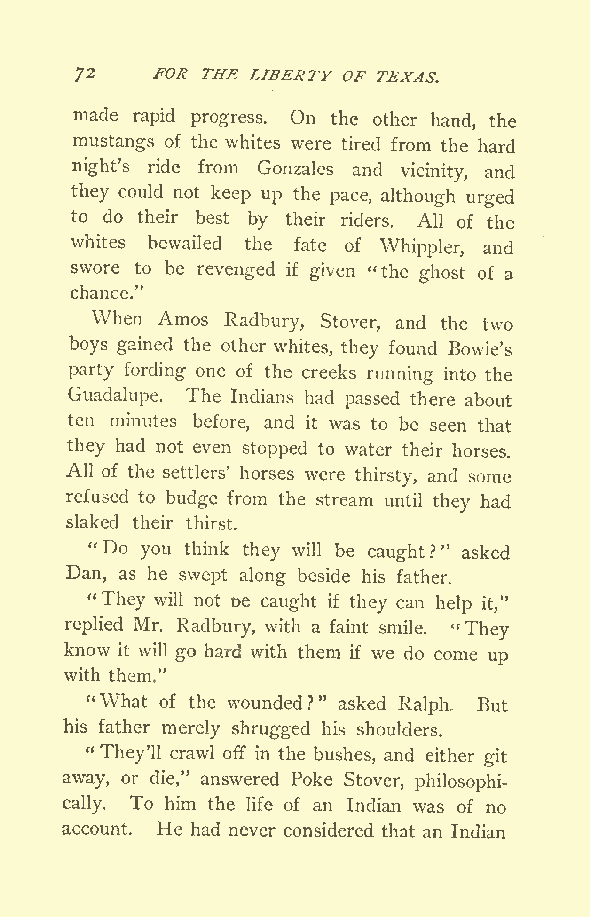 72 FOR THE LIBERTY OF TEXAS.
made rapid progress. On the other hand, the
mustangs of the whites were tired from the hard
night's ride from Gonzales and vicinity, and
they could not keep up the pace, although urged
to do their best by their riders. All of the
whites bewailed the fate of Whippler, and
swore to be revenged if given "the ghost of a
chance."
When Amos Radbury, Stover, and the two
boys gained the other whites, they found Bowie's
party fording one of the creeks running into the
Guadalupe. The Indians had passed there about
ten minutes before, and it was to be seen that
they had not even stopped to water their horses.
All of the settlers' horses were thirsty, and some
refused to budge from the stream until they had
slaked their thirst.
"Do you think they will be caught?" asked
Dan, as he swept along beside his father.
"They will not be caught if they can help it,"
replied Mr. Radbury, with a faint smile. "They
know it will go hard with them if we do come up
with them."
"What of the wounded?" asked Ralph. But
his father merely shrugged his shoulders.
"They'll crawl off in the bushes, and either git
away, or die," answered Poke Stover, philosophi-
cally. To him the life of an Indian was of no
account. He had never considered that an Indian